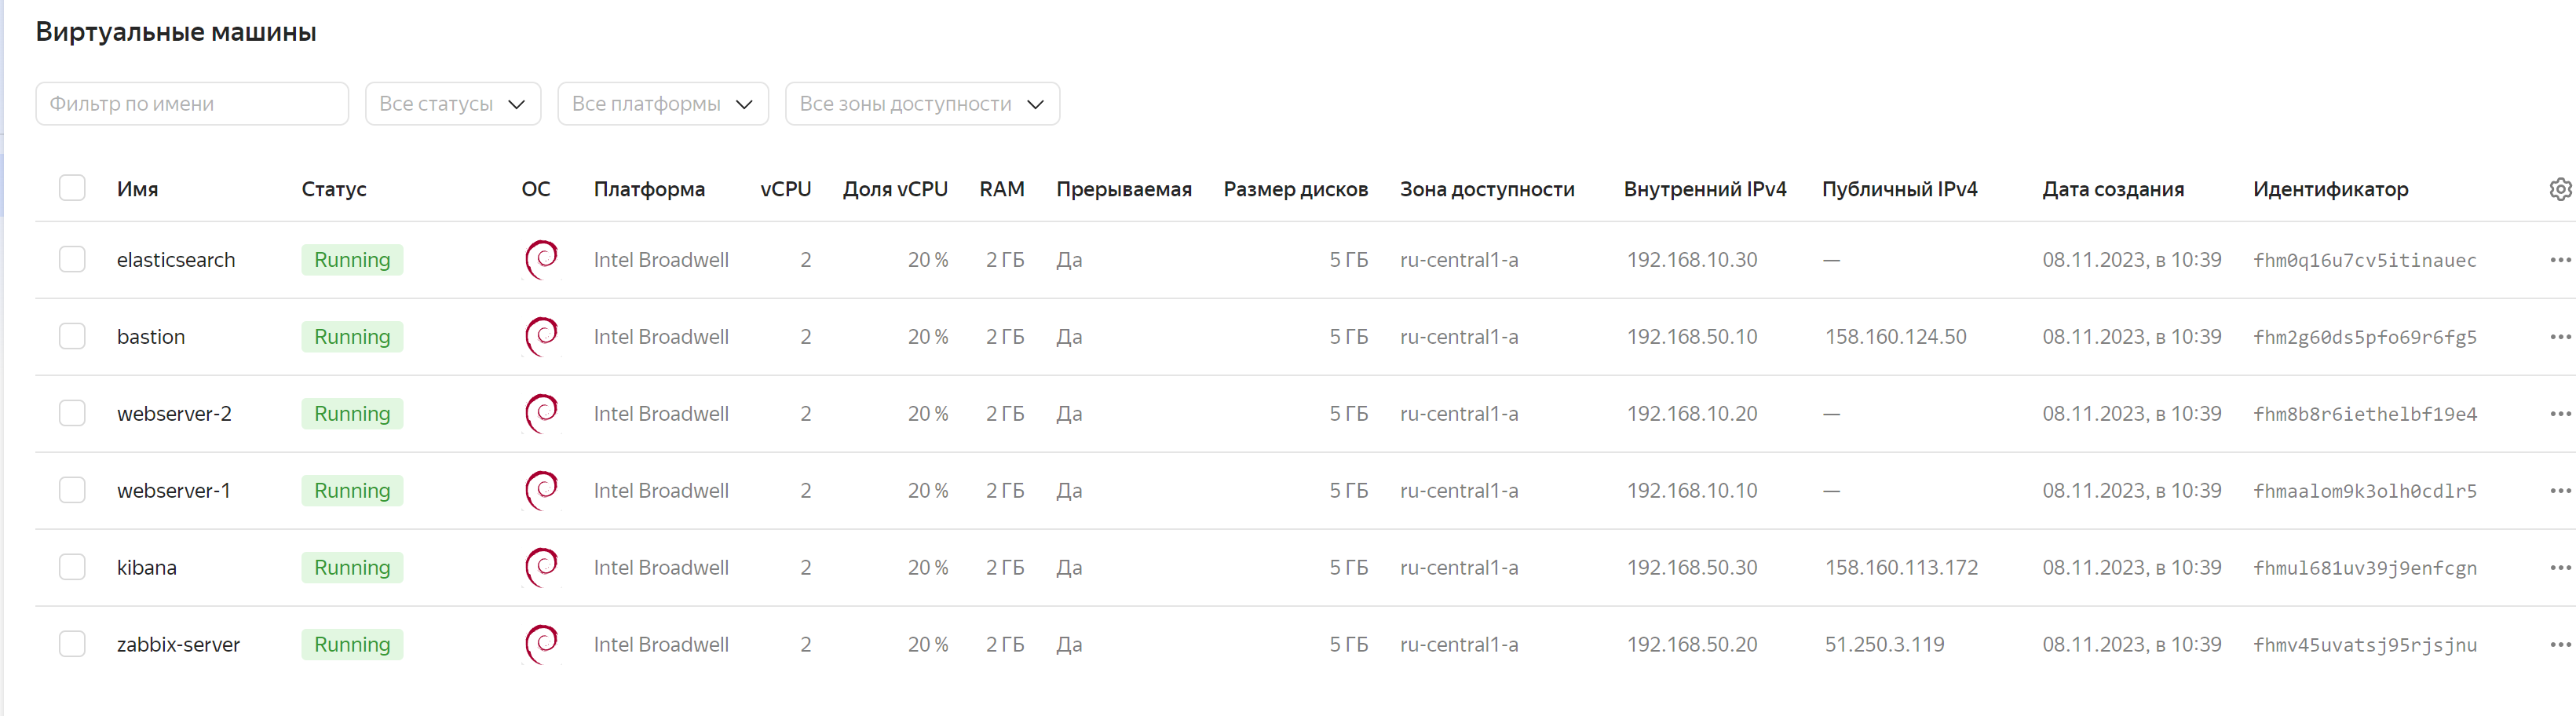 Виртуальные машины
Фильтр по имени Все статусы Все платформы Все зоны доступности
Имя Статус ОС Платформа vCPU Доля vCPU RAM Прерываемая Размер дисков Зона доступности Внутренний IPv4 Публичный IPv4 Дата создания Идентификатор
elasticsearch Running Intel Broadwell 2 20 % 2 ГБ Да 5 ГБ ru-central1-a 192.168.10.30 — 08.11.2023, в 10:39 fhm0q16u7cv5itinauec
bastion Running Intel Broadwell 2 20 % 2 ГБ Да 5 ГБ ru-central1-a 192.168.50.10 158.160.124.50 08.11.2023, в 10:39 fhm2g60ds5pfo69r6fg5
webserver-2 Running Intel Broadwell 2 20 % 2 ГБ Да 5 ГБ ru-central1-a 192.168.10.20 — 08.11.2023, в 10:39 fhm8b8r6iethelbf19e4
webserver-1 Running Intel Broadwell 2 20 % 2 ГБ Да 5 ГБ ru-central1-a 192.168.10.10 — 08.11.2023, в 10:39 fhmaalom9k3olh0cdlr5
kibana Running Intel Broadwell 2 20 % 2 ГБ Да 5 ГБ ru-central1-a 192.168.50.30 158.160.113.172 08.11.2023, в 10:39 fhmul681uv39j9enfcgn
zabbix-server Running Intel Broadwell 2 20 % 2 ГБ Да 5 ГБ ru-central1-a 192.168.50.20 51.250.3.119 08.11.2023, в 10:39 fhmv45uvatsj95rjsjnu